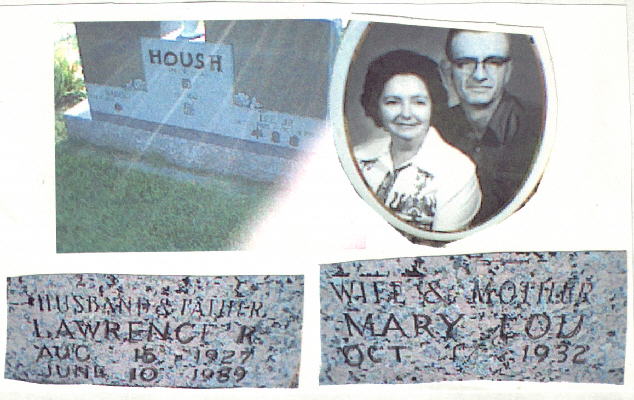 HOUSH
HUSBAND & FATHER
LAWRENCE R
AUG 15 1927
JUNE 10 1989
WIFE & MOTHER
MARY LOU
OCT 1932